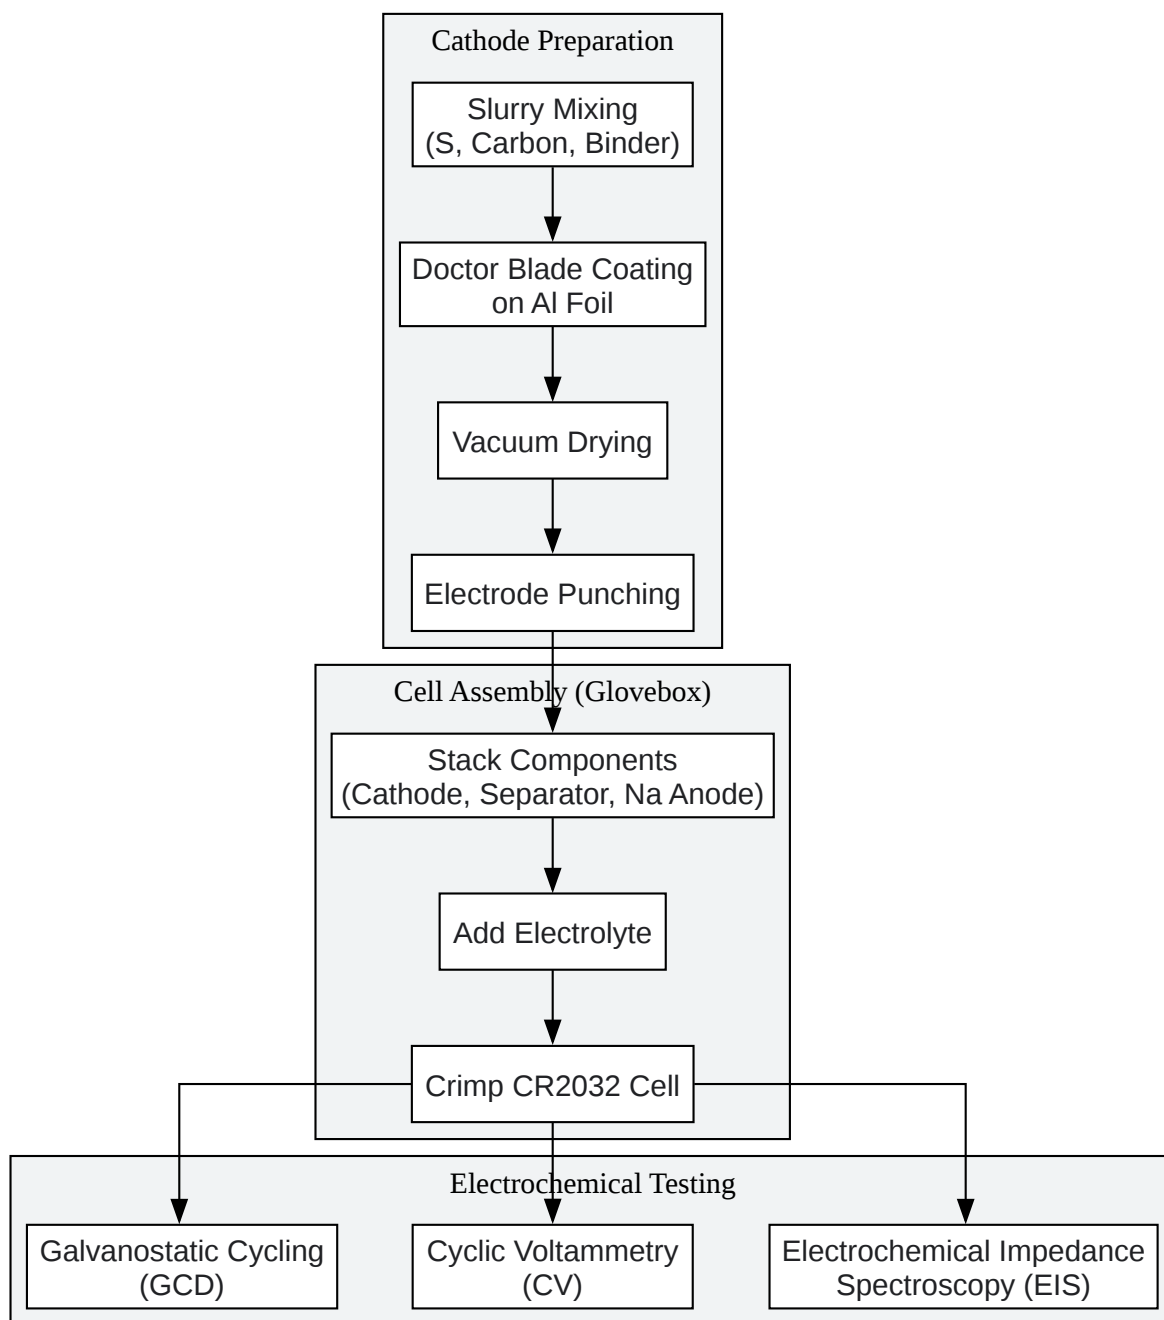 Cathode Preparation
Slurry Mixing
(S, Carbon, Binder)
Doctor Blade Coating
on Al Foil
Vacuum Drying
Electrode Punching
Cell Assembly (Glovebox)
Stack Components
(Cathode, Separator, Na Anode)
Add Electrolyte
Crimp CR2032 Cell
Electrochemical Testing
Galvanostatic Cycling
(GCD)
Cyclic Voltammetry
(CV)
Electrochemical Impedance
Spectroscopy (EIS)